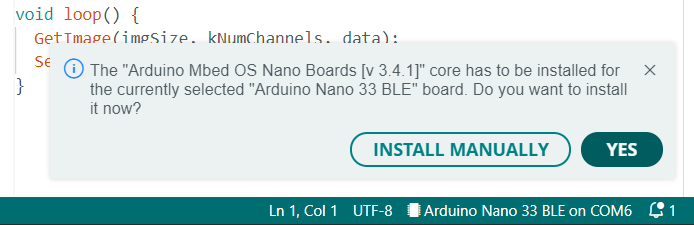 void loop() {
GetImage(imgSize, kNumChannels, data);
Se
}
The "Arduino Mbed OS Nano Boards [v 3.4.1]" core has to be installed for
the currently selected "Arduino Nano 33 BLE" board. Do you want to install
it now?
INSTALL MANUALLY
YES
Ln 1, Col 1 UTF-8 Arduino Nano 33 BLE on COM6 1